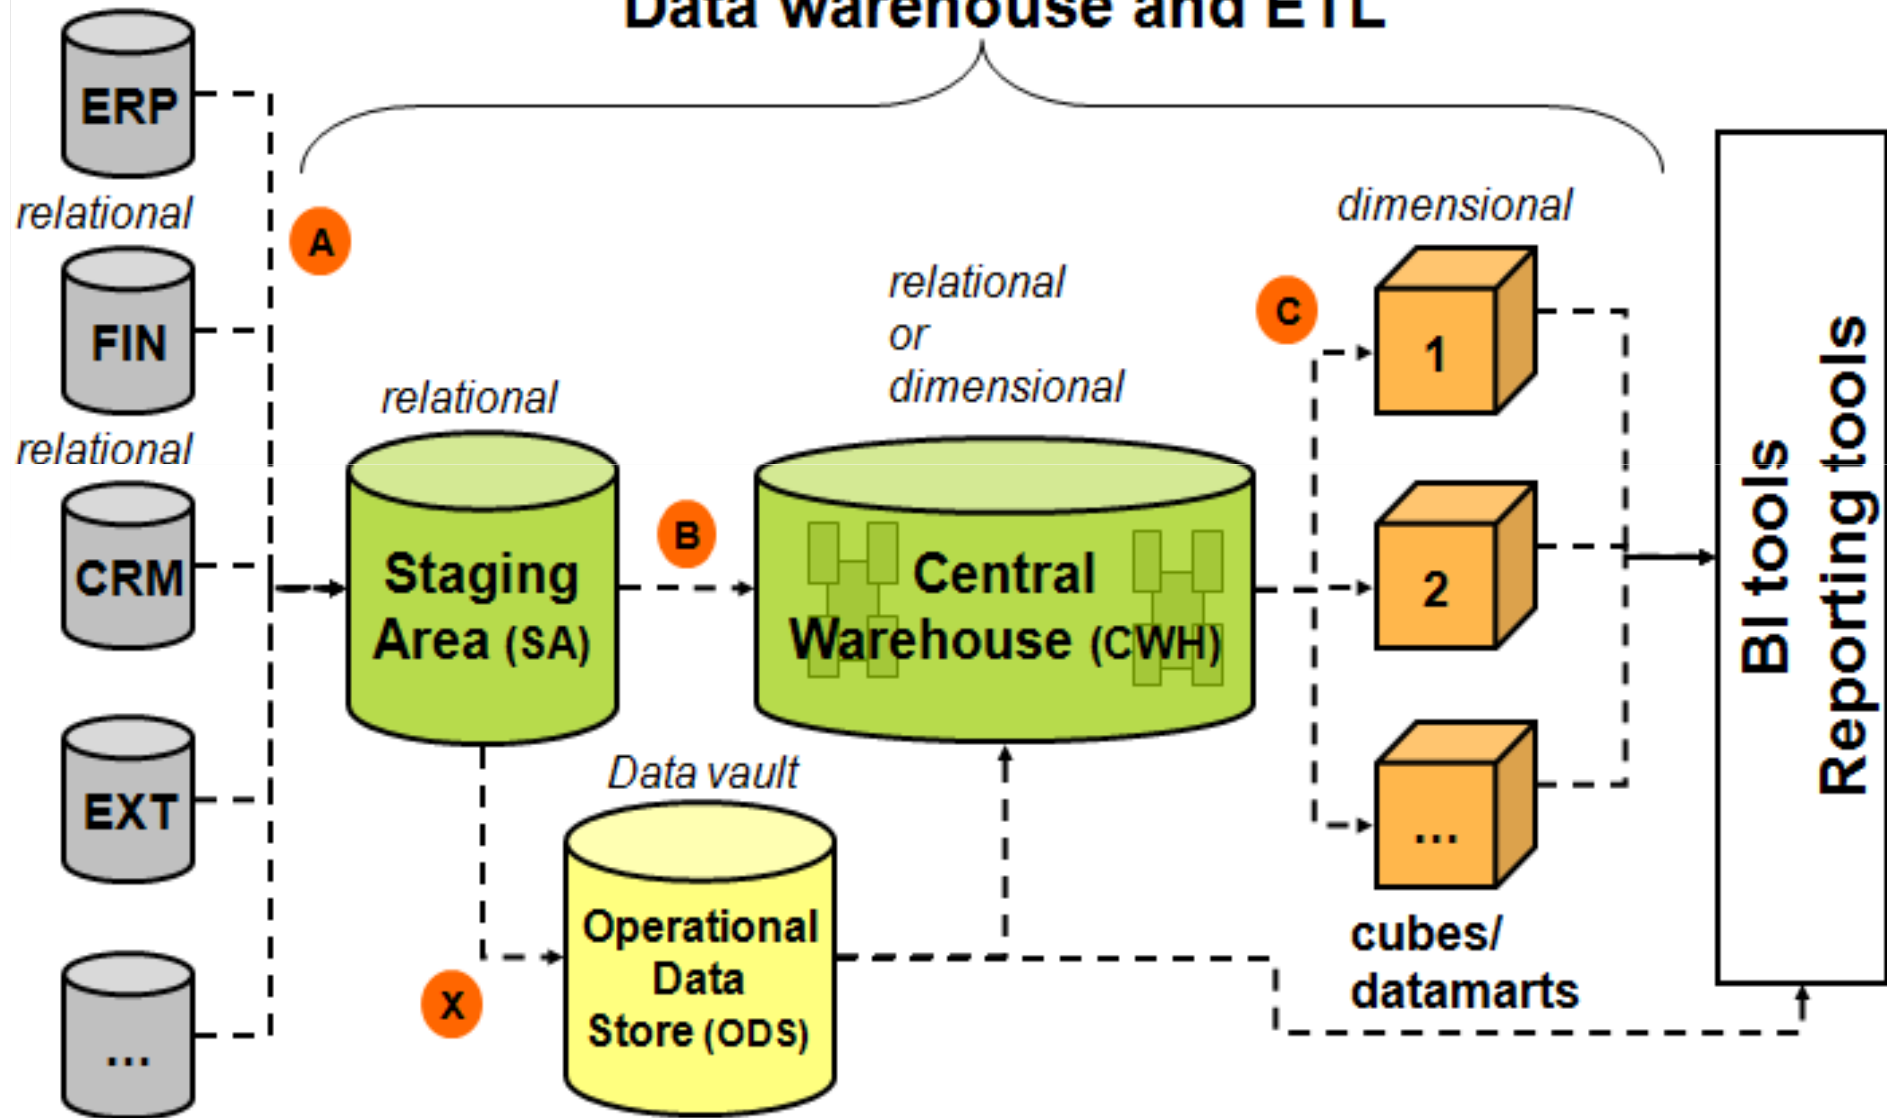 Data warehouse and ETL
ERP
relational
FIN
relational
CRM
EXT
...
A
relational
Staging
Area (SA)
B
relational
or
dimensional
Central
Warehouse (CWH)
X
Data vault
Operational
Data
Store (ODS)
C
dimensional
1
2
...
cubes/
datamarts
BI tools
Reporting tools